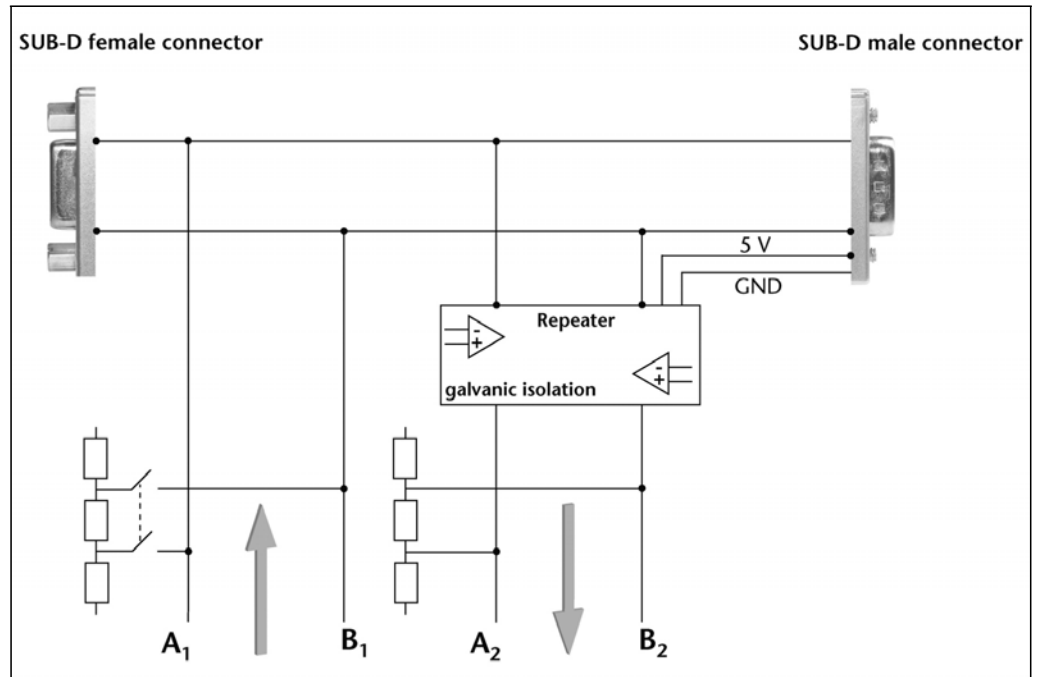 SUB-D female connector
SUB-D male connector
5 V
GND
Repeater
-
+
-
+
galvanic isolation
A₁
B₁
A₂
B₂